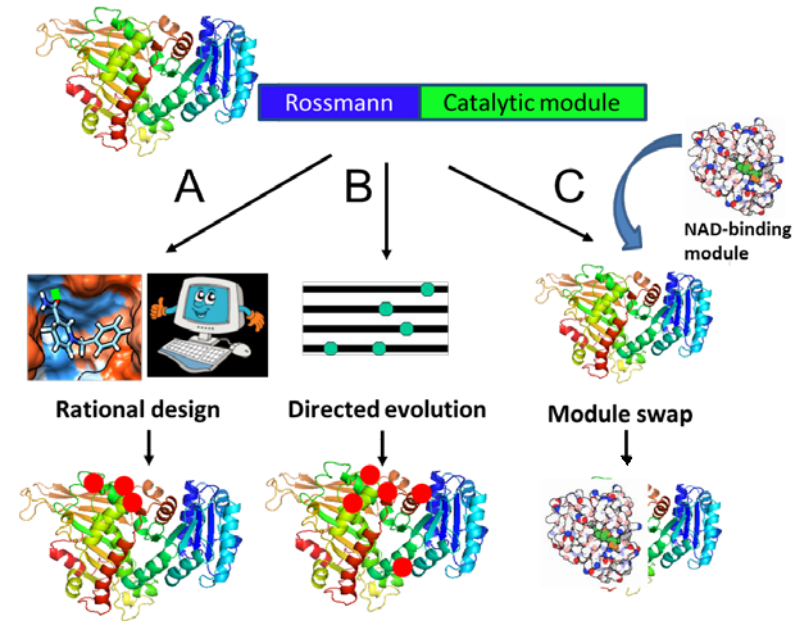 Rossmann
Catalytic module
A
B
C
NAD-binding
module
Rational design
Directed evolution
Module swap